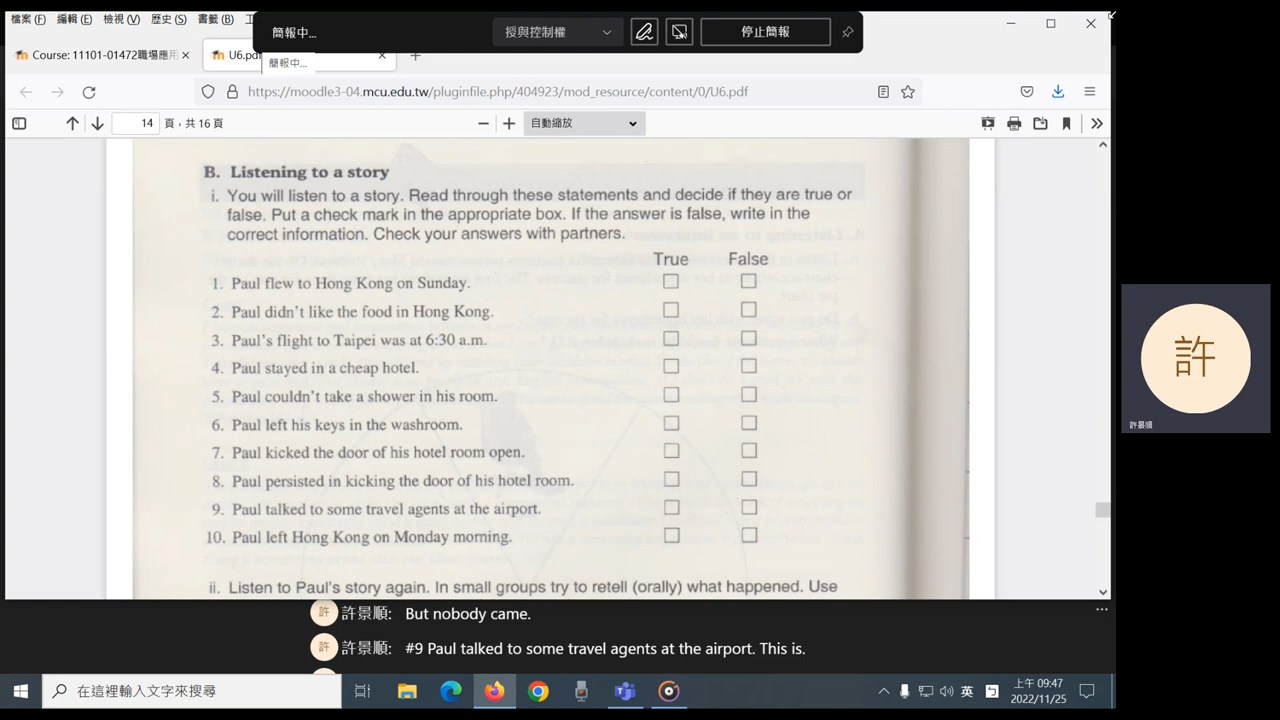 檔案(F) 編輯(E) 檢視(V) 歷史(S) 書籤(B)
簡報中... 授與控制權 停止簡報
Course: 11101-01472職場應用 U6.pdf
簡報中...
https://moodle3-04.mcu.edu.tw/pluginfile.php/404923/mod_resource/content/0/U6.pdf
14 頁，共 16 頁 自動縮放
B. Listening to a story
i. You will listen to a story. Read through these statements and decide if they are true or
false. Put a check mark in the appropriate box. If the answer is false, write in the
correct information. Check your answers with partners.
True False
1. Paul flew to Hong Kong on Sunday.
2. Paul didn't like the food in Hong Kong.
3. Paul's flight to Taipei was at 6:30 a.m.
4. Paul stayed in a cheap hotel.
5. Paul couldn't take a shower in his room.
6. Paul left his keys in the washroom.
7. Paul kicked the door of his hotel room open.
8. Paul persisted in kicking the door of his hotel room.
9. Paul talked to some travel agents at the airport.
10. Paul left Hong Kong on Monday morning.
ii. Listen to Paul's story again. In small groups try to retell (orally) what happened. Use
許
許景順
許 許景順: But nobody came.
許 許景順: #9 Paul talked to some travel agents at the airport. This is.
在這裡輸入文字來搜尋
英
上午 09:47
2022/11/25